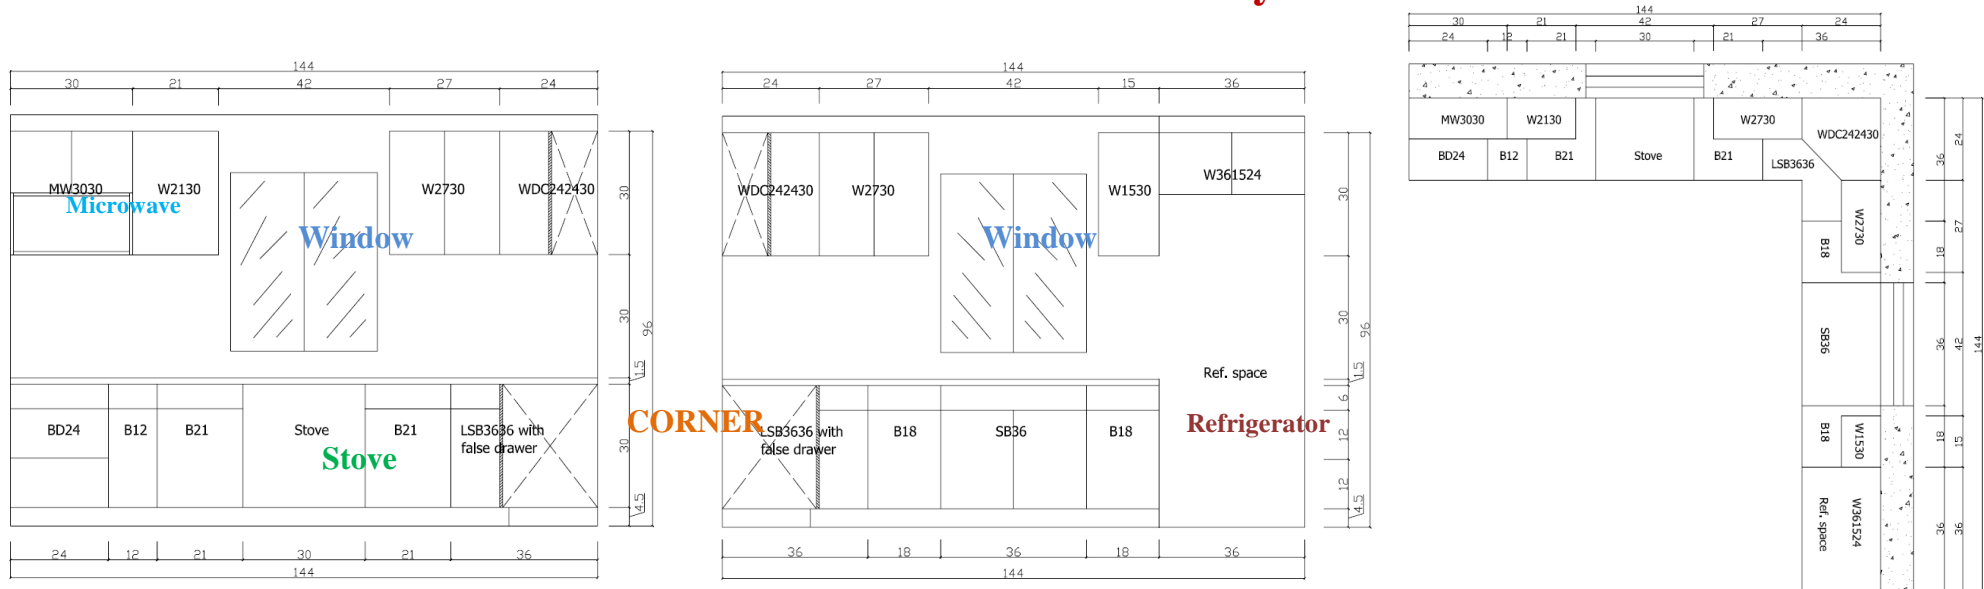 144
30 21 42 27 24
MW3030
Microwave
W2130
Window
W2730
WDC242430
30
30
96
1.5
30
4.5
BD24
B12
B21
Stove
Stove
B21
LSB3636 with
false drawer
24 12 21 30 21 36
144
CORNER
144
24 27 42 15 36
WDC242430
W2730
Window
W1530
W361524
Ref. space
Refrigerator
30
30
96
1.5
6
12
12
4.5
LSB3636 with
false drawer
B18
SB36
B18
36 18 36 18 36
144
144
30 21 42 27 24
24 12 21 30 21 36
MW3030
W2130
W2730
WDC242430
BD24
B12
B21
Stove
B21
LSB3636
W2730
B18
SB36
B18
W1530
Ref. space
W361524
36
18
36
18
36
24
27
42
15
36
144